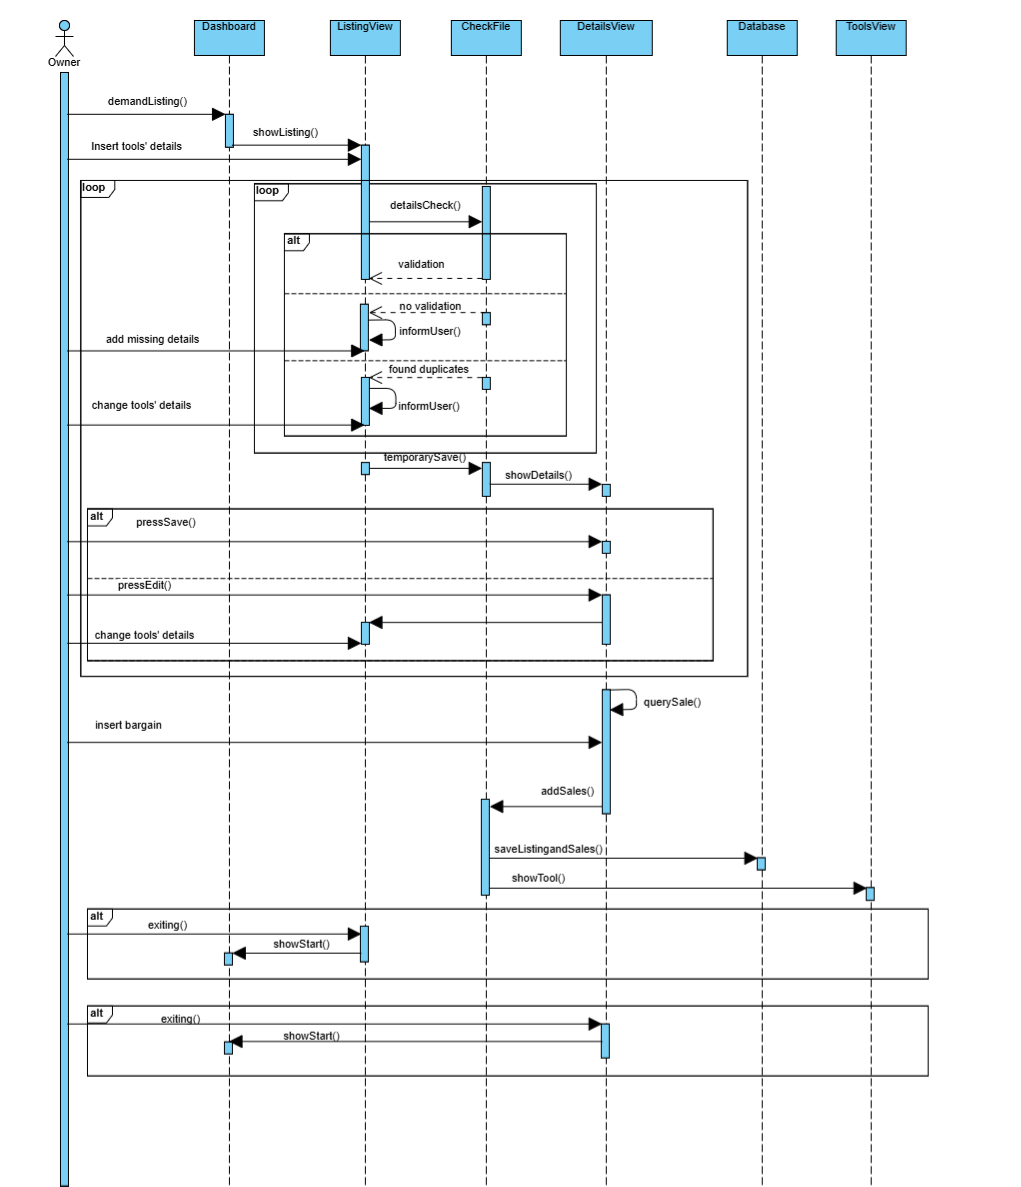 Dashboard
ListingView
CheckFile
DetailsView
Database
ToolsView
Owner
demandListing()
showListing()
Insert tools' details
loop
loop
detailsCheck()
alt
validation
no validation
informUser()
add missing details
found duplicates
change tools' details
informUser()
temporarySave()
showDetails()
alt
pressSave()
pressEdit()
change tools' details
querySale()
insert bargain
addSales()
saveListingandSales()
showTool()
alt
exiting()
showStart()
alt
exiting()
showStart()